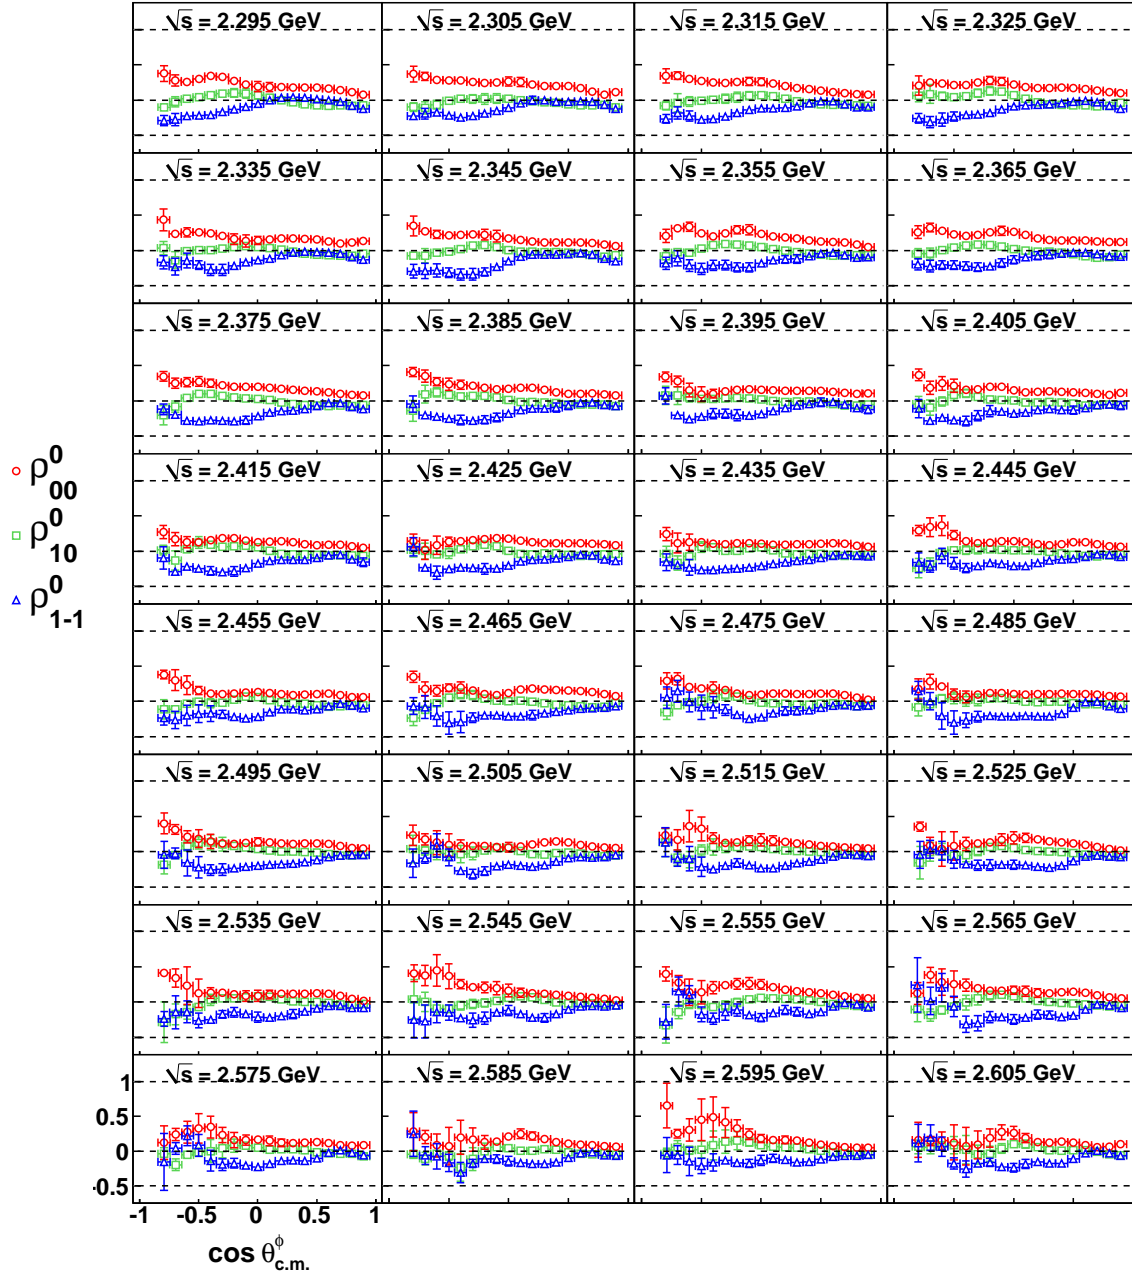 √s = 2.295 GeV √s = 2.305 GeV √s = 2.315 GeV √s = 2.325 GeV
√s = 2.335 GeV √s = 2.345 GeV √s = 2.355 GeV √s = 2.365 GeV
√s = 2.375 GeV √s = 2.385 GeV √s = 2.395 GeV √s = 2.405 GeV
ρ⁰₀₀
√s = 2.415 GeV √s = 2.425 GeV √s = 2.435 GeV √s = 2.445 GeV
ρ⁰₁₀
ρ⁰₁₋₁
√s = 2.455 GeV √s = 2.465 GeV √s = 2.475 GeV √s = 2.485 GeV
√s = 2.495 GeV √s = 2.505 GeV √s = 2.515 GeV √s = 2.525 GeV
√s = 2.535 GeV √s = 2.545 GeV √s = 2.555 GeV √s = 2.565 GeV
√s = 2.575 GeV √s = 2.585 GeV √s = 2.595 GeV √s = 2.605 GeV
1
0.5
0
-0.5
-1 -0.5 0 0.5 1
cos θ^ϕ_c.m.